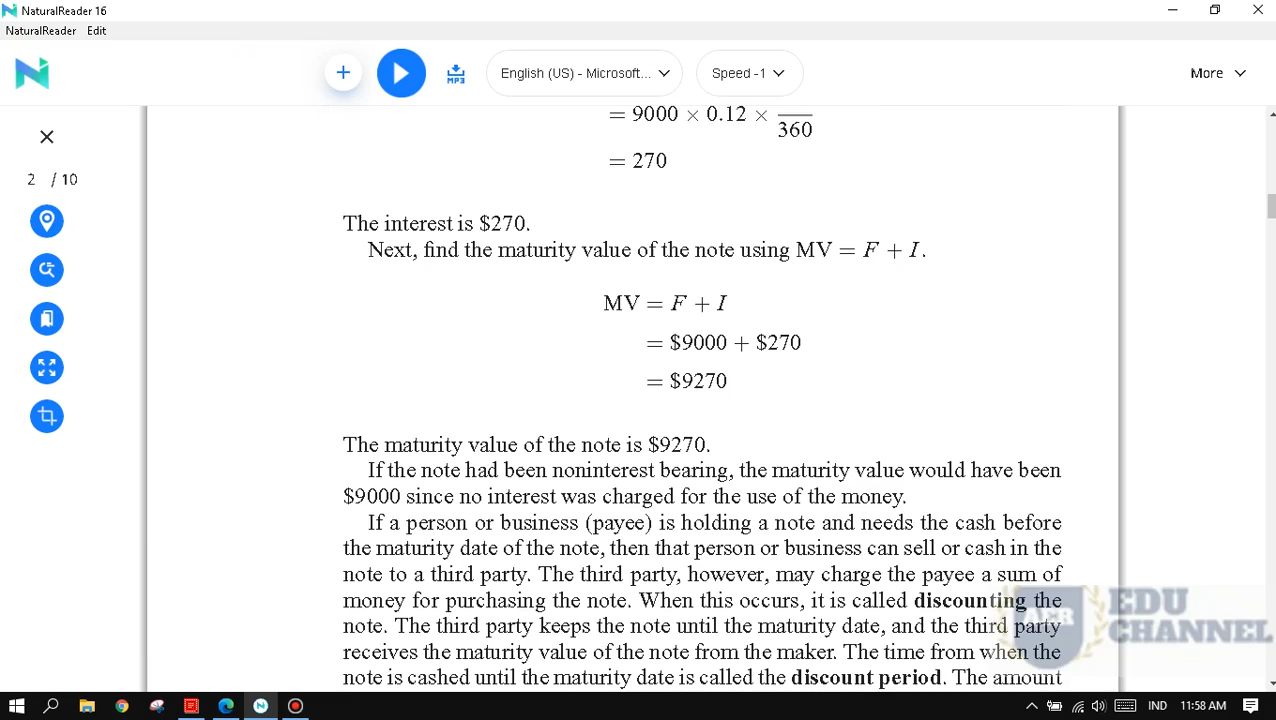 NaturalReader 16
NaturalReader Edit
MP3
English (US) - Microsoft...
Speed -1
More
2 / 10
= 9000 × 0.12 × 
360
= 270
The interest is $270.
Next, find the maturity value of the note using MV = F + I.
MV = F + I
= $9000 + $270
= $9270
The maturity value of the note is $9270.
If the note had been noninterest bearing, the maturity value would have been
$9000 since no interest was charged for the use of the money.
If a person or business (payee) is holding a note and needs the cash before
the maturity date of the note, then that person or business can sell or cash in the
note to a third party. The third party, however, may charge the payee a sum of
money for purchasing the note. When this occurs, it is called discounting the
note. The third party keeps the note until the maturity date, and the third party
receives the maturity value of the note from the maker. The time from when the
note is cashed until the maturity date is called the discount period. The amount
AEB
EDU
CHANNEL
IND
11:58 AM